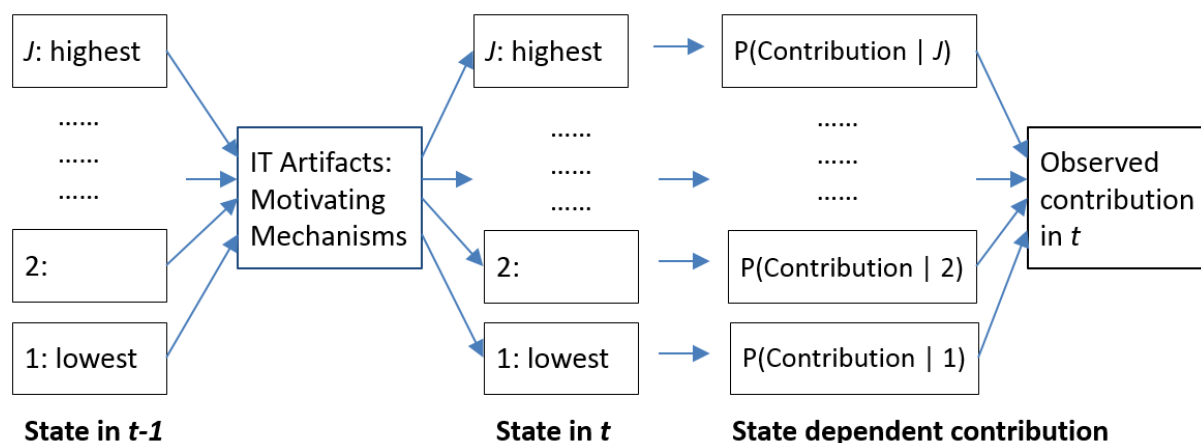 J: highest
......
......
......
2:
1: lowest
State in t-1
IT Artifacts:
Motivating
Mechanisms
J: highest
......
......
......
2:
1: lowest
State in t
P(Contribution | J)
......
......
......
P(Contribution | 2)
P(Contribution | 1)
State dependent contribution
Observed
contribution
in t